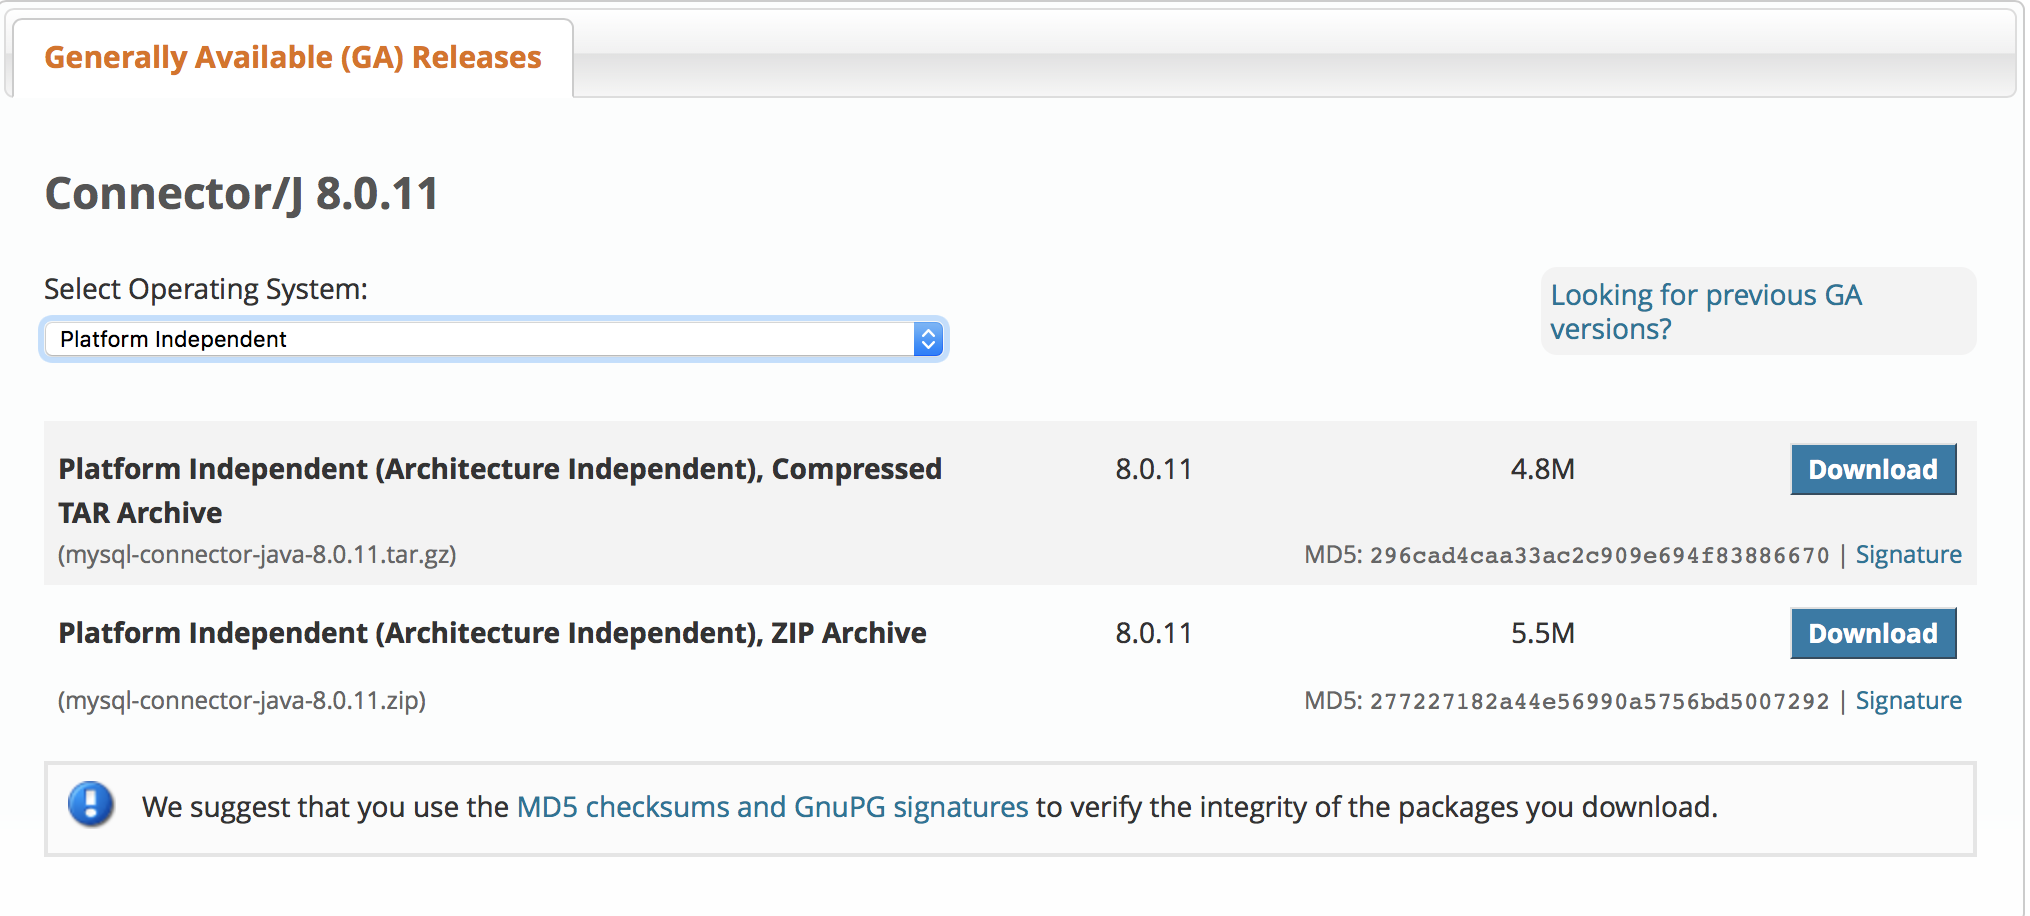 Generally Available (GA) Releases
Connector/J 8.0.11
Select Operating System:
Platform Independent
Looking for previous GA
versions?
Platform Independent (Architecture Independent), Compressed
TAR Archive
8.0.11
4.8M
Download
(mysql-connector-java-8.0.11.tar.gz)
MD5: 296cad4caa33ac2c909e694f83886670 | Signature
Platform Independent (Architecture Independent), ZIP Archive
8.0.11
5.5M
Download
(mysql-connector-java-8.0.11.zip)
MD5: 277227182a44e56990a5756bd5007292 | Signature
We suggest that you use the MD5 checksums and GnuPG signatures to verify the integrity of the packages you download.